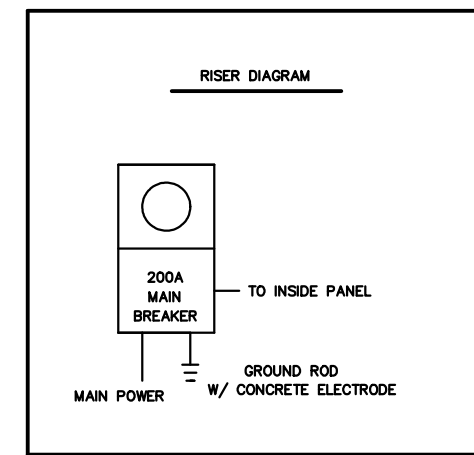 RISER DIAGRAM
200A
MAIN
BREAKER
TO INSIDE PANEL
MAIN POWER
GROUND ROD
W/ CONCRETE ELECTRODE